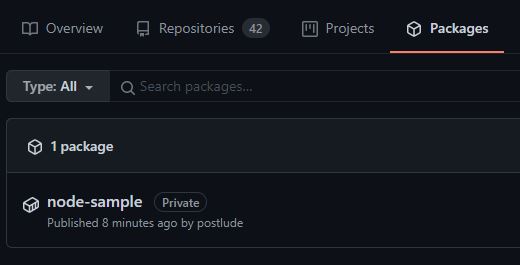 Overview Repositories 42 Projects Packages
Type: All Search packages...
1 package
node-sample Private
Published 8 minutes ago by postlude